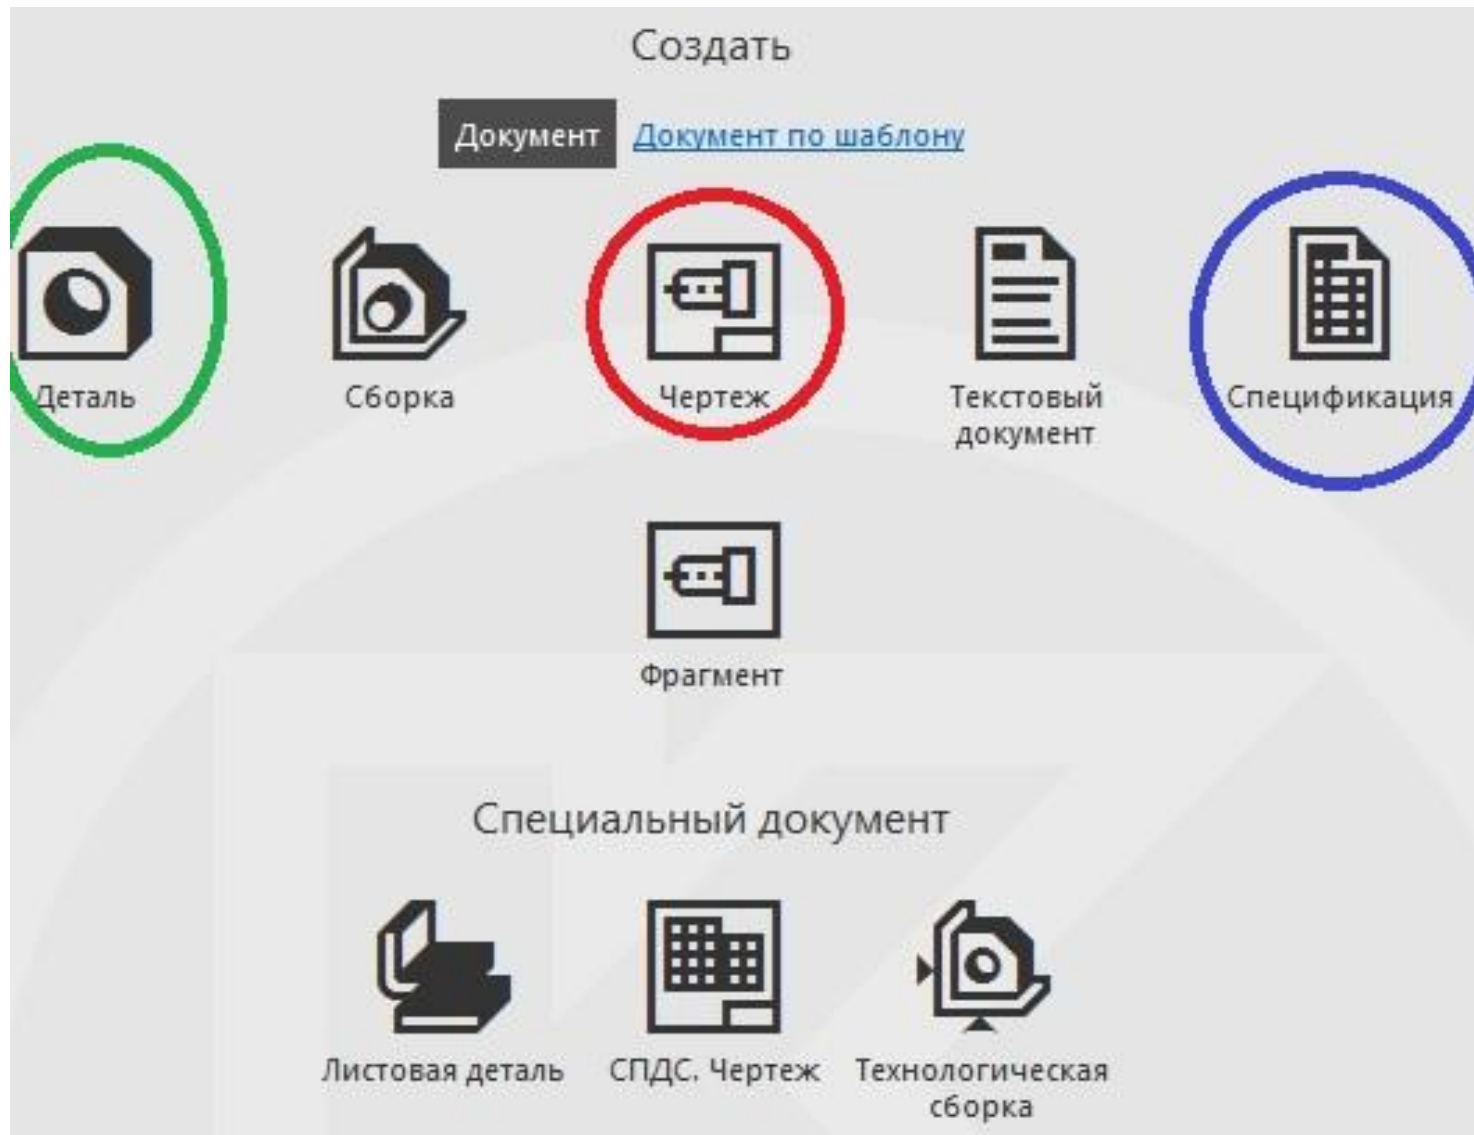 Создать
Документ Документ по шаблону
Деталь Сборка Чертеж Текстовый документ Спецификация
Фрагмент
Специальный документ
Листовая деталь СПДС. Чертеж Технологическая сборка